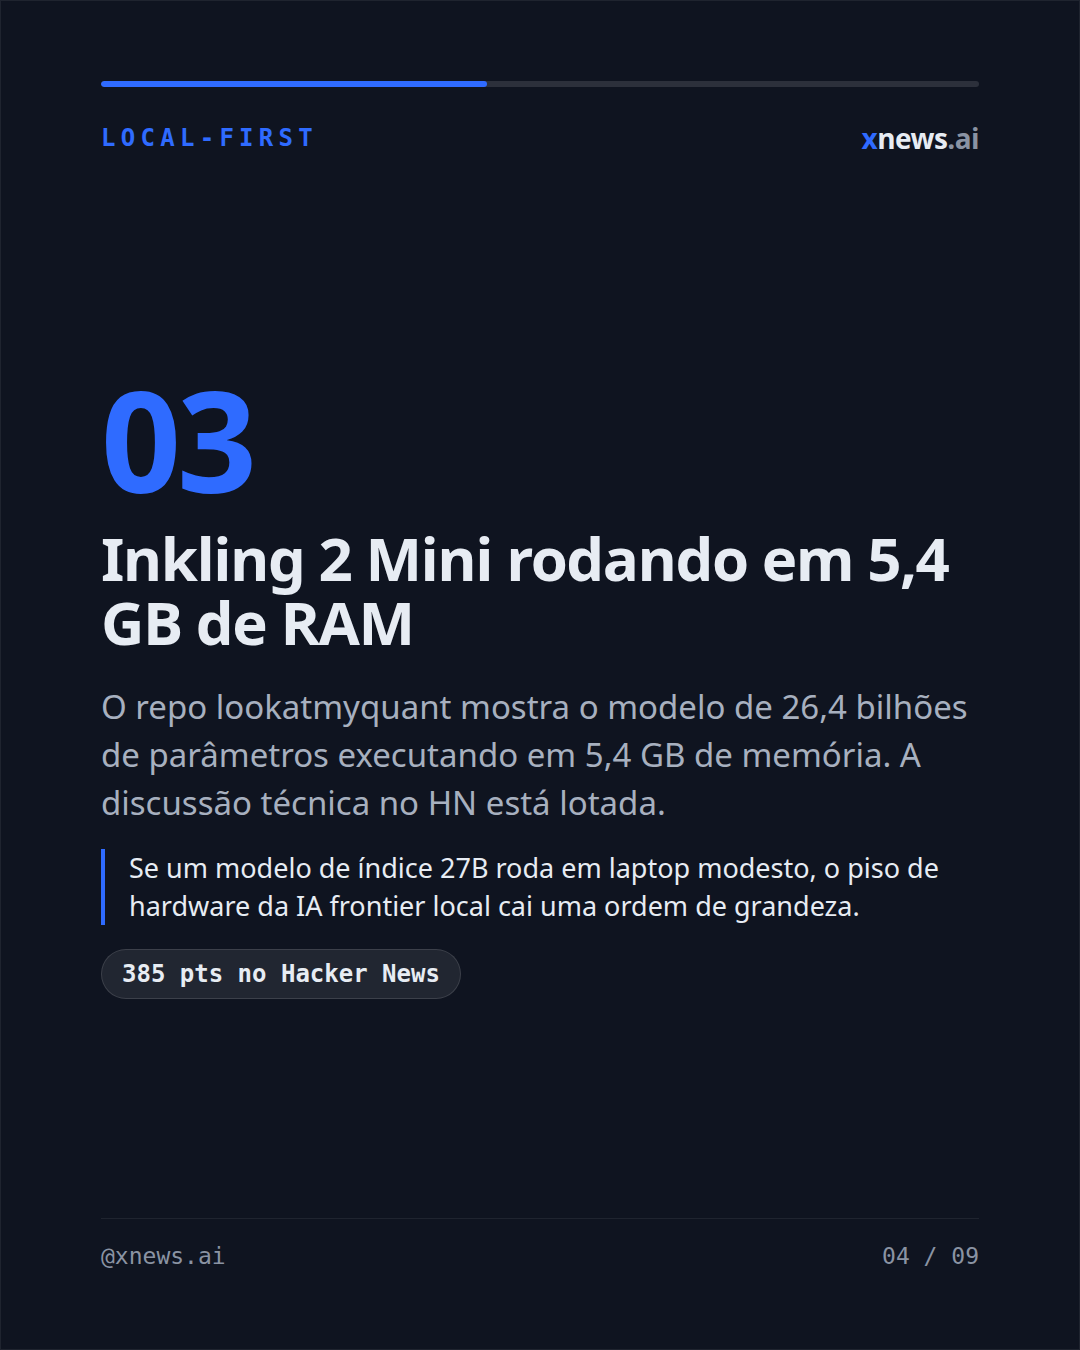 LOCAL-FIRST
xnews.ai
03
Inkling 2 Mini rodando em 5,4
GB de RAM
O repo lookatmyquant mostra o modelo de 26,4 bilhões
de parâmetros executando em 5,4 GB de memória. A
discussão técnica no HN está lotada.
Se um modelo de índice 27B roda em laptop modesto, o piso de
hardware da IA frontier local cai uma ordem de grandeza.
385 pts no Hacker News
@xnews.ai
04 / 09